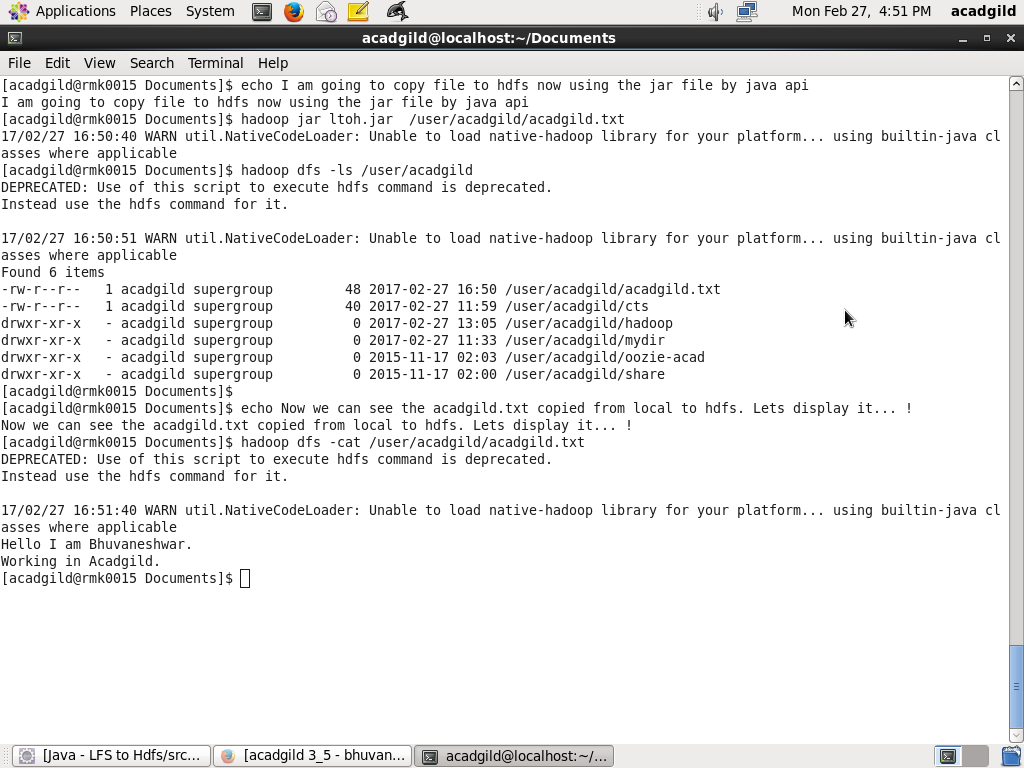 Applications Places System Mon Feb 27, 4:51 PM acadgild
acadgild@localhost:~/Documents
File Edit View Search Terminal Help
[acadgild@rmk0015 Documents]$ echo I am going to copy file to hdfs now using the jar file by java api
I am going to copy file to hdfs now using the jar file by java api
[acadgild@rmk0015 Documents]$ hadoop jar ltoh.jar  /user/acadgild/acadgild.txt
17/02/27 16:50:40 WARN util.NativeCodeLoader: Unable to load native-hadoop library for your platform... using builtin-java cl
asses where applicable
[acadgild@rmk0015 Documents]$ hadoop dfs -ls /user/acadgild
DEPRECATED: Use of this script to execute hdfs command is deprecated.
Instead use the hdfs command for it.
17/02/27 16:50:51 WARN util.NativeCodeLoader: Unable to load native-hadoop library for your platform... using builtin-java cl
asses where applicable
Found 6 items
-rw-r--r--   1 acadgild supergroup         48 2017-02-27 16:50 /user/acadgild/acadgild.txt
-rw-r--r--   1 acadgild supergroup         40 2017-02-27 11:59 /user/acadgild/cts
drwxr-xr-x   - acadgild supergroup          0 2017-02-27 13:05 /user/acadgild/hadoop
drwxr-xr-x   - acadgild supergroup          0 2017-02-27 11:33 /user/acadgild/mydir
drwxr-xr-x   - acadgild supergroup          0 2015-11-17 02:03 /user/acadgild/oozie-acad
drwxr-xr-x   - acadgild supergroup          0 2015-11-17 02:00 /user/acadgild/share
[acadgild@rmk0015 Documents]$
[acadgild@rmk0015 Documents]$ echo Now we can see the acadgild.txt copied from local to hdfs. Lets display it... !
Now we can see the acadgild.txt copied from local to hdfs. Lets display it... !
[acadgild@rmk0015 Documents]$ hadoop dfs -cat /user/acadgild/acadgild.txt
DEPRECATED: Use of this script to execute hdfs command is deprecated.
Instead use the hdfs command for it.
17/02/27 16:51:40 WARN util.NativeCodeLoader: Unable to load native-hadoop library for your platform... using builtin-java cl
asses where applicable
Hello I am Bhuvaneshwar.
Working in Acadgild.
[acadgild@rmk0015 Documents]$
[Java - LFS to Hdfs/src... [acadgild 3_5 - bhuvan... acadgild@localhost:~/...